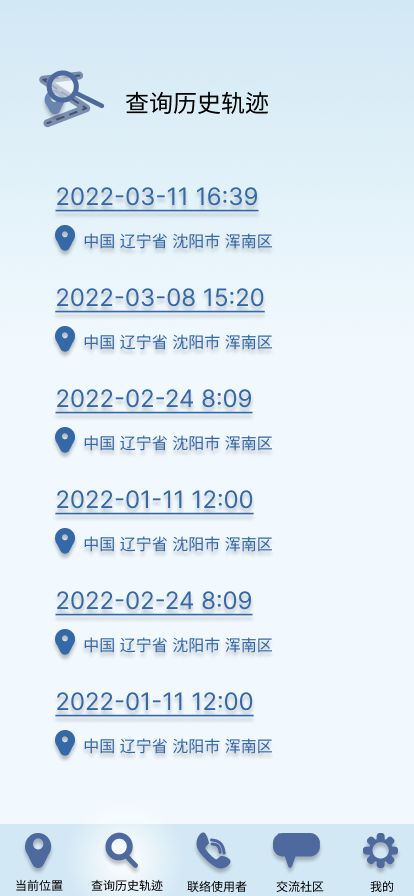 查询历史轨迹
2022-03-11 16:39
中国 辽宁省 沈阳市 浑南区
2022-03-08 15:20
中国 辽宁省 沈阳市 浑南区
2022-02-24 8:09
中国 辽宁省 沈阳市 浑南区
2022-01-11 12:00
中国 辽宁省 沈阳市 浑南区
2022-02-24 8:09
中国 辽宁省 沈阳市 浑南区
2022-01-11 12:00
中国 辽宁省 沈阳市 浑南区
当前位置 查询历史轨迹 联络使用者 交流社区 我的